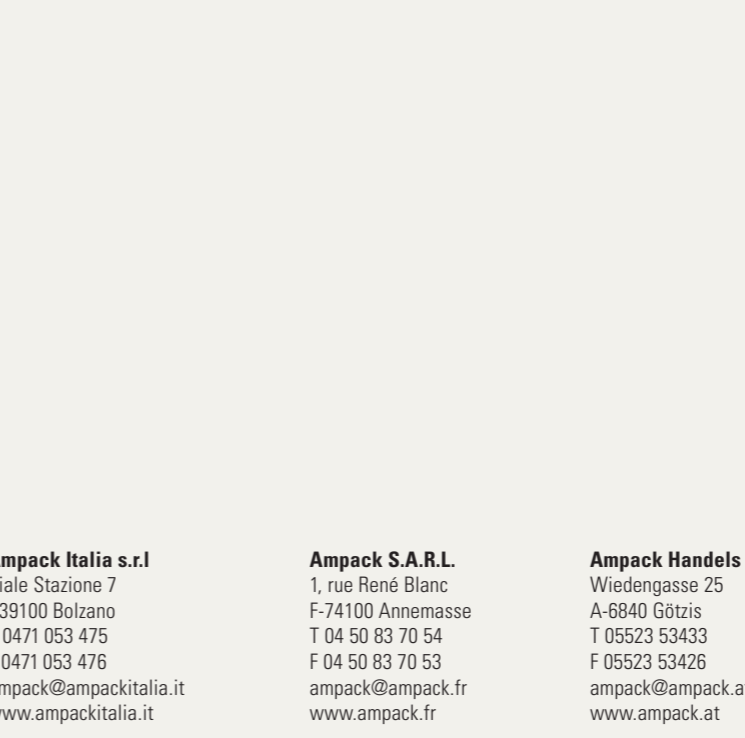 mpack Italia s.r.l
iale Stazione 7
39100 Bolzano
0471 053 475
0471 053 476
mpack@ampackitalia.it
ww.ampackitalia.it
Ampack S.A.R.L.
1, rue René Blanc
F-74100 Annemasse
T 04 50 83 70 54
F 04 50 83 70 53
ampack@ampack.fr
www.ampack.fr
Ampack Handels
Wiedengasse 25
A-6840 Götzis
T 05523 53433
F 05523 53426
ampack@ampack.a
www.ampack.at